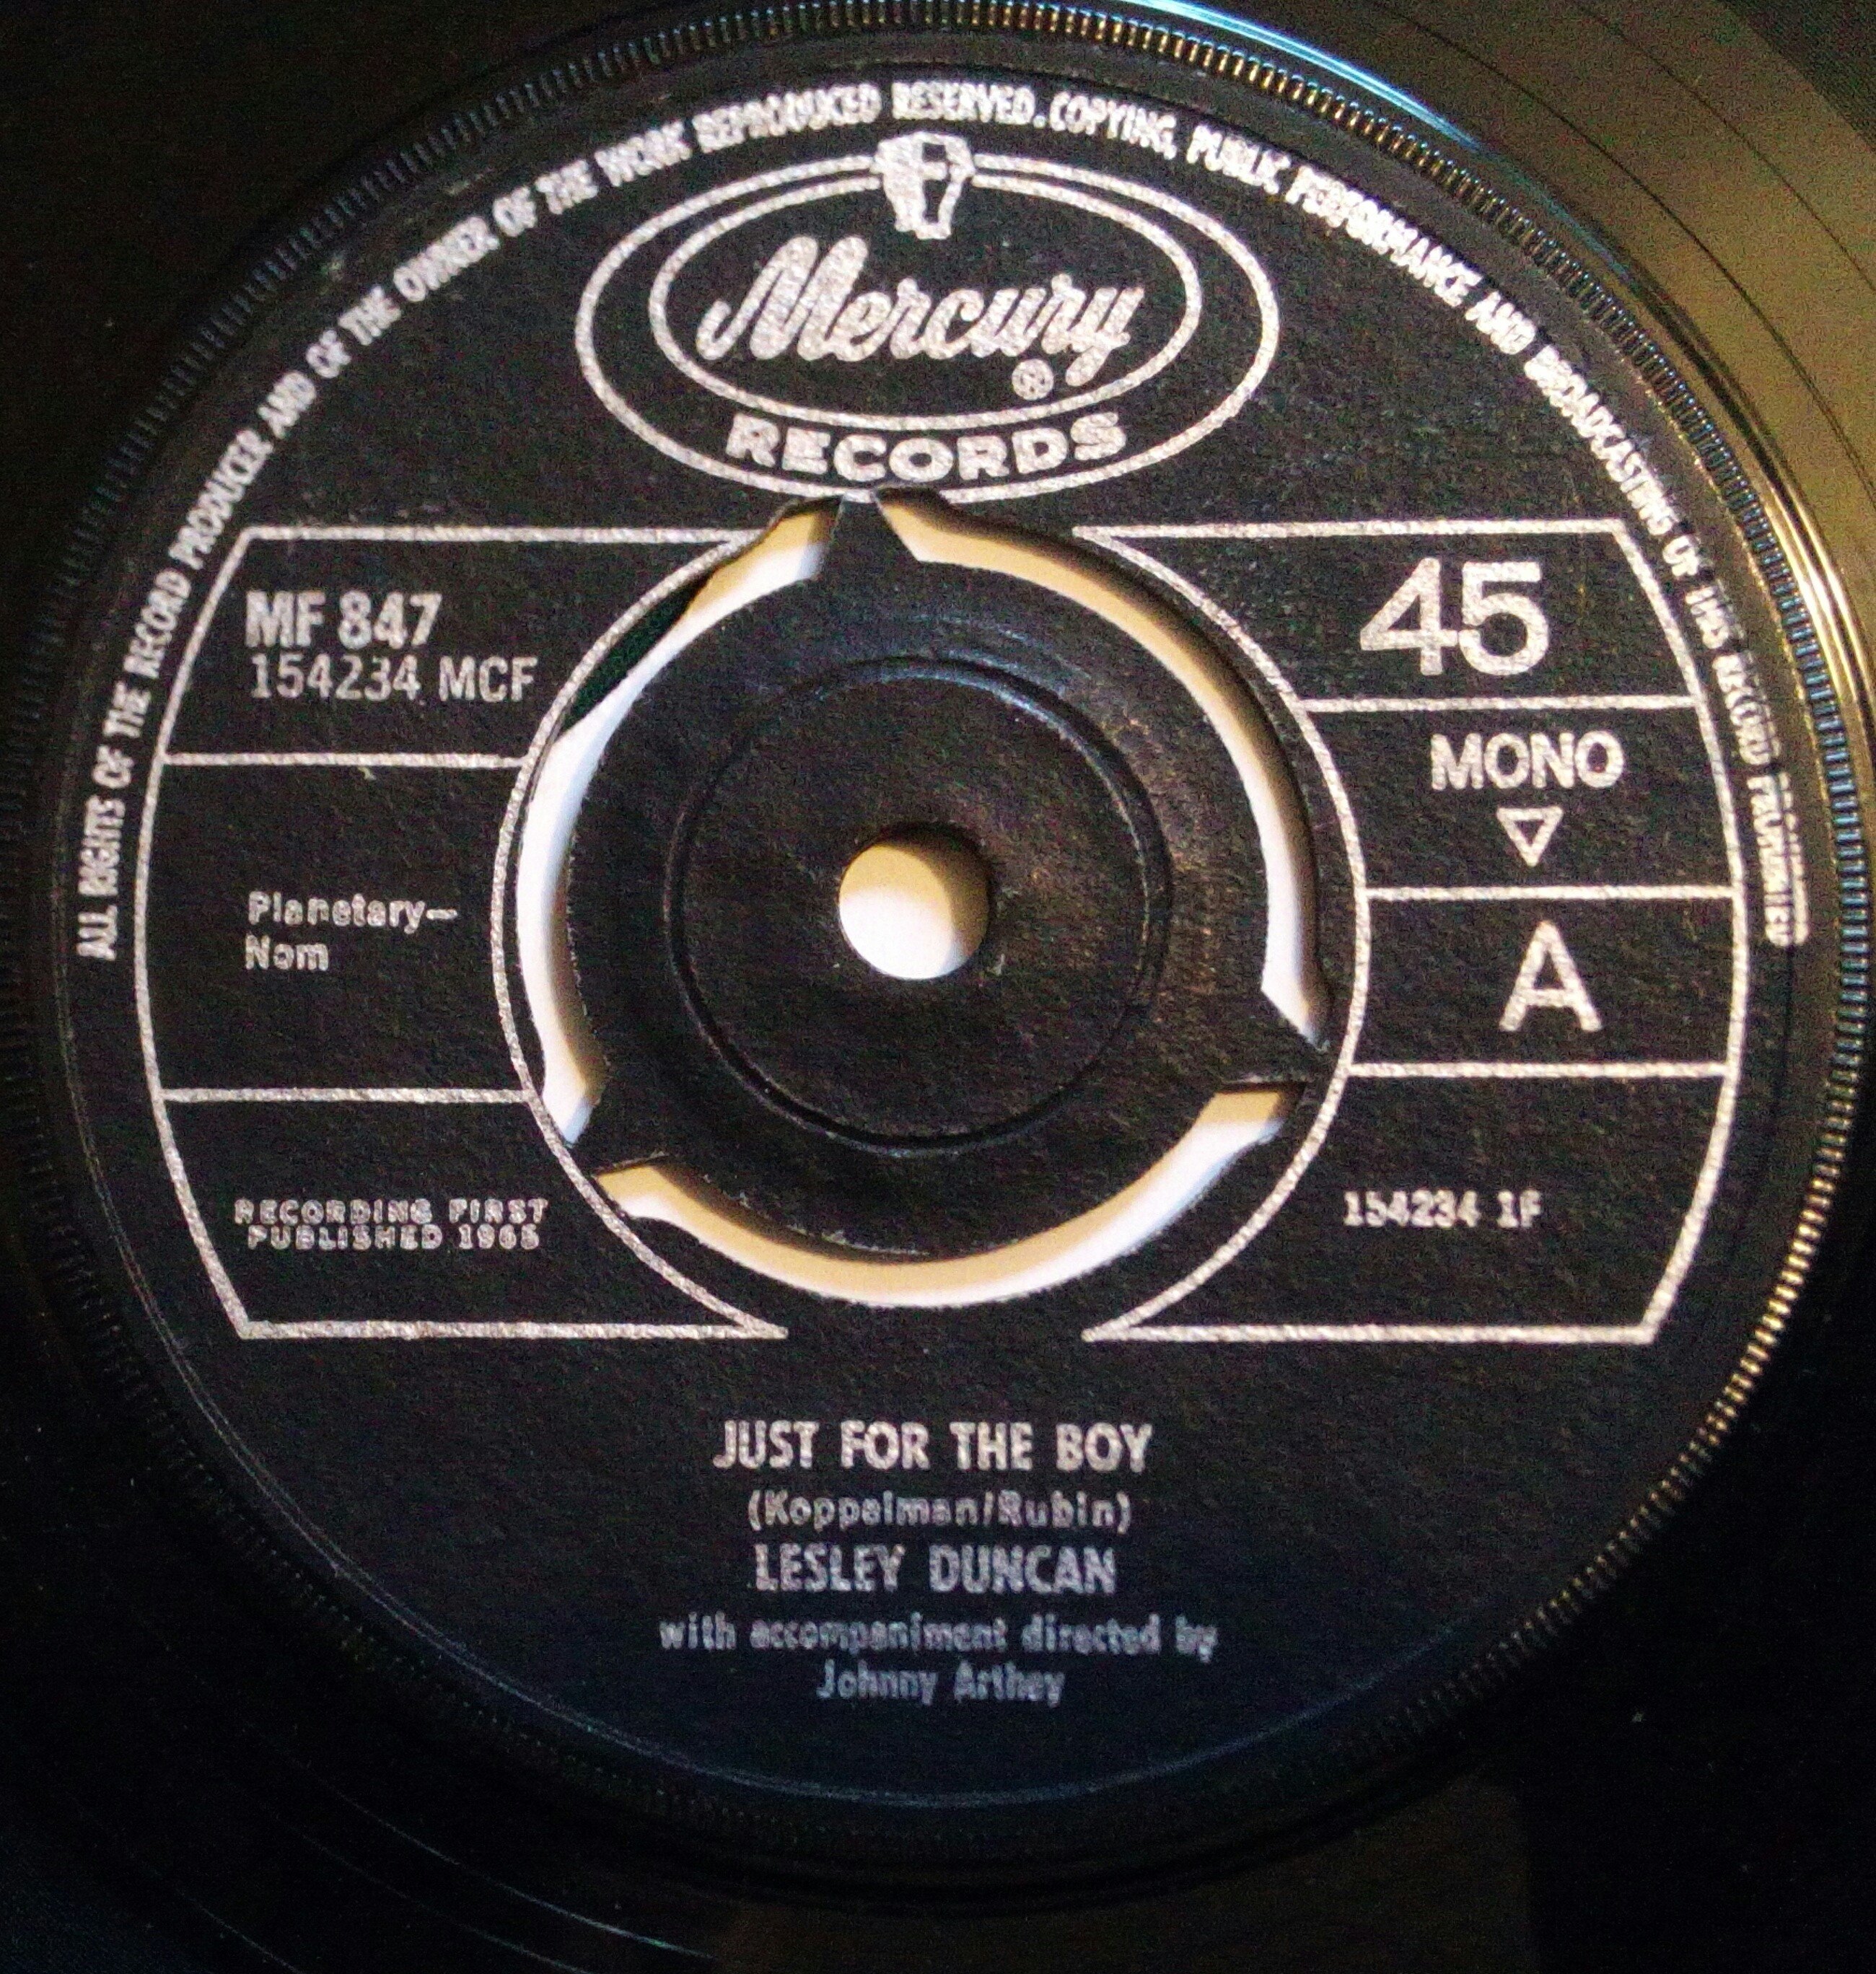 ALL RIGHTS OF THE RECORD PRODUCER AND OF THE OWNER OF THE WORK REPRODUCED RESERVED. COPYING, PUBLIC PERFORMANCE AND BROADCASTING OF THIS RECORD PROHIBITED
Mercury
®
RECORDS
MF 847
154234 MCF
45
MONO
Planetary—
Nom
A
RECORDING FIRST
PUBLISHED 1965
154234 1F
JUST FOR THE BOY
(Koppelman/Rubin)
LESLEY DUNCAN
with accompaniment directed by
Johnny Arthey